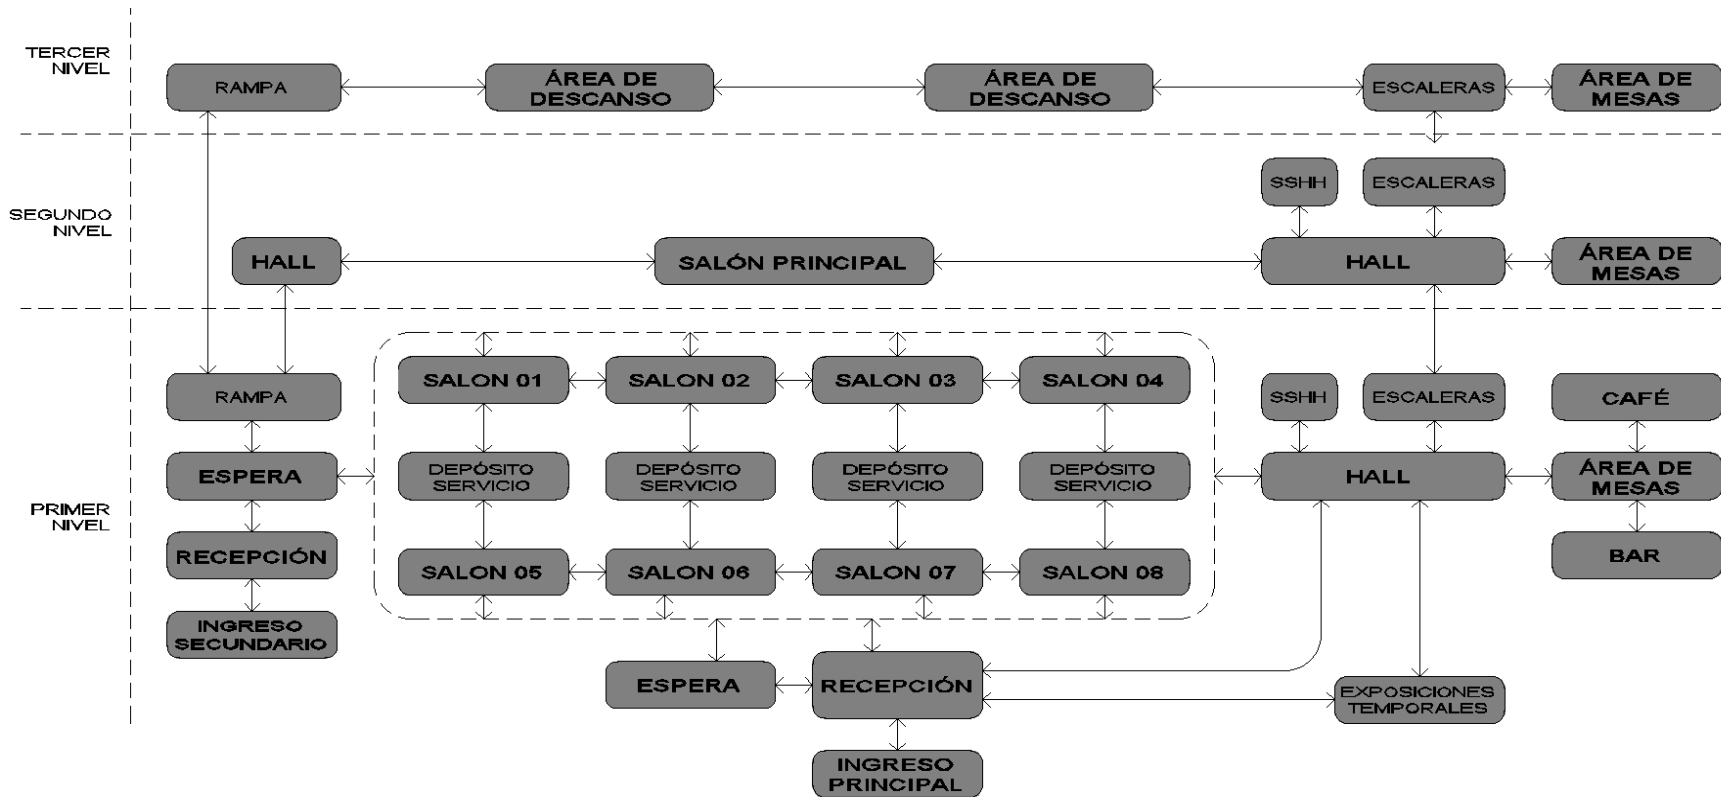 TERCER
NIVEL
RAMPA
ÁREA DE
DESCANSO
ÁREA DE
DESCANSO
ESCALERAS
ÁREA DE
MESAS
SEGUNDO
NIVEL
SSHH
ESCALERAS
HALL
SALÓN PRINCIPAL
HALL
ÁREA DE
MESAS
PRIMER
NIVEL
RAMPA
SALON 01
SALON 02
SALON 03
SALON 04
SSHH
ESCALERAS
CAFÉ
ESPERA
DEPÓSITO
SERVICIO
DEPÓSITO
SERVICIO
DEPÓSITO
SERVICIO
DEPÓSITO
SERVICIO
HALL
ÁREA DE
MESAS
RECEPCIÓN
SALON 05
SALON 06
SALON 07
SALON 08
BAR
INGRESO
SECUNDARIO
ESPERA
RECEPCIÓN
EXPOSICIONES
TEMPORALES
INGRESO
PRINCIPAL